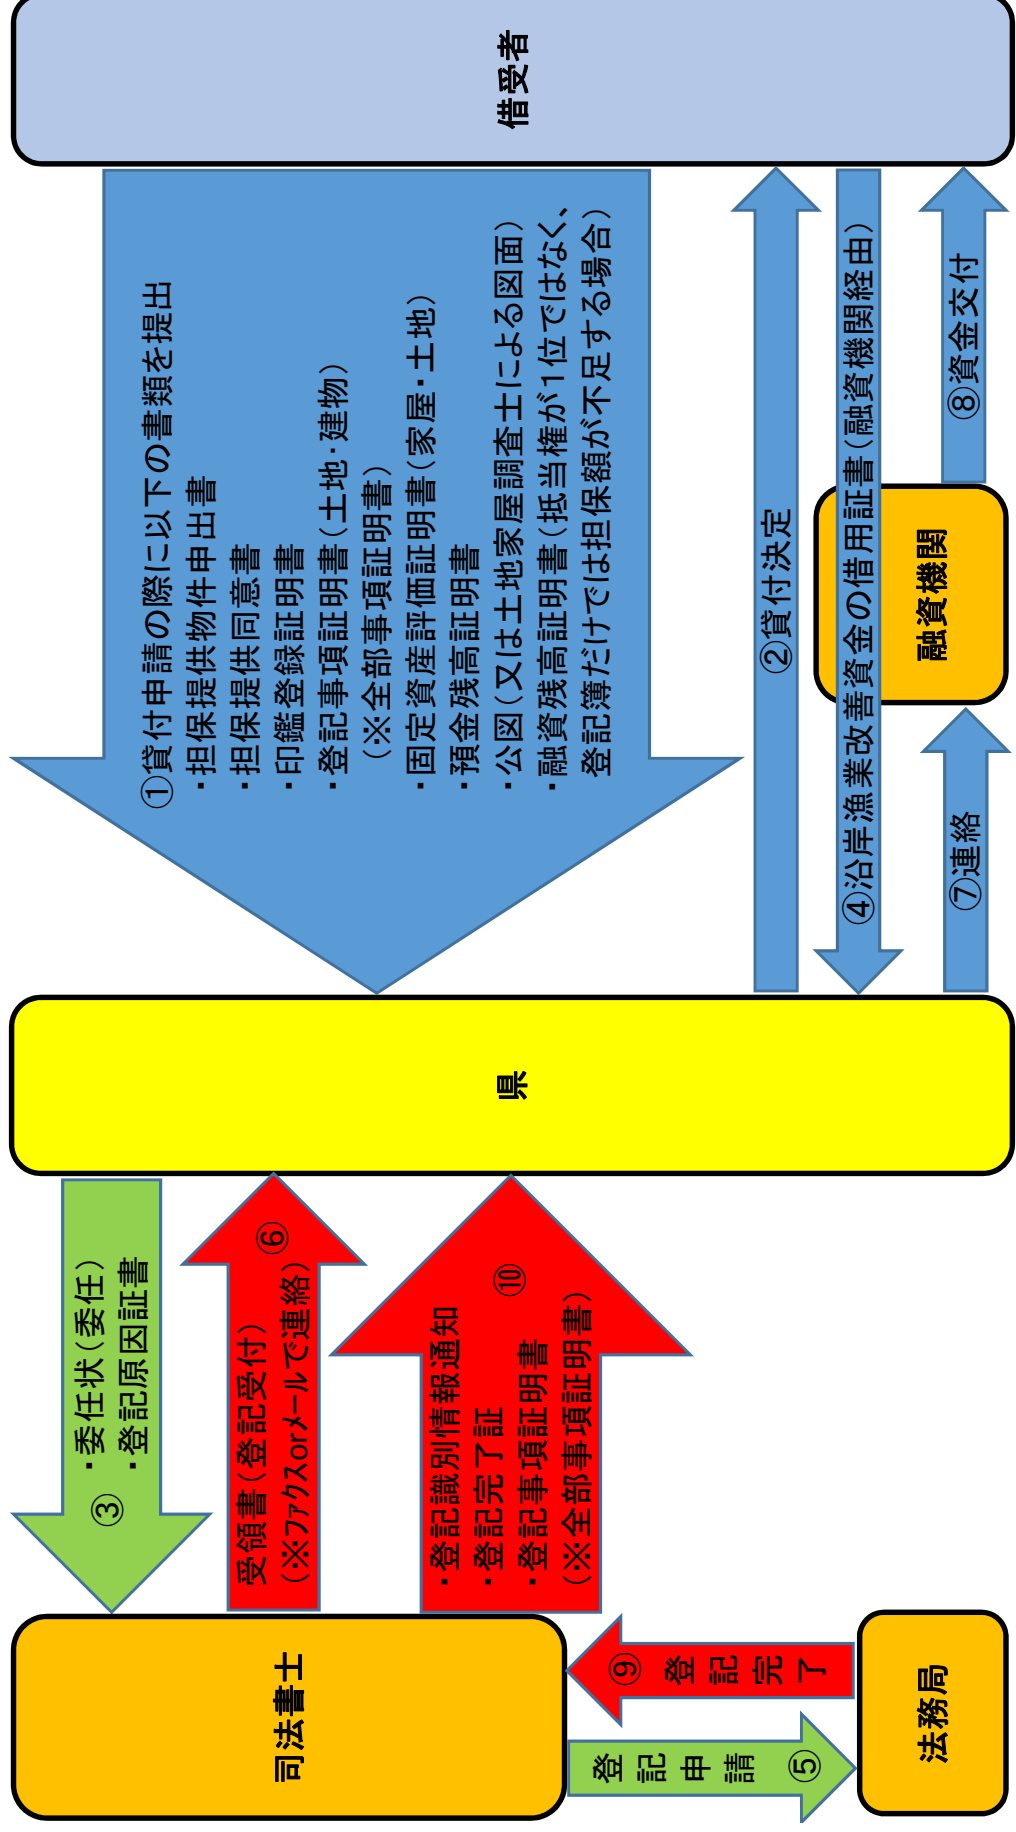 借受者
①貸付申請の際に以下の書類を提出
・担保提供物件申出書
・担保提供同意書
・印鑑登録証明書
・登記事項証明書（土地・建物）
（※全部事項証明書）
・固定資産評価証明書（家屋・土地）
・預金残高証明書
・公図（又は土地家屋調査士による図面）
・融資残高証明書（抵当権が１位ではなく、
登記簿だけでは担保額が不足する場合）
②貸付決定
④沿岸漁業改善資金の借用証書（融資機関経由）
⑧資金交付
融資機関
⑦連絡
県
③
・委任状（委任）
・登記原因証書
⑥
受領書（登記受付）
（※ﾌｧｸｽorﾒｰﾙで連絡）
⑩
・登記識別情報通知
・登記完了証
・登記事項証明書
（※全部事項証明書）
司法書士
⑨登記完了
登記申請⑤
法務局